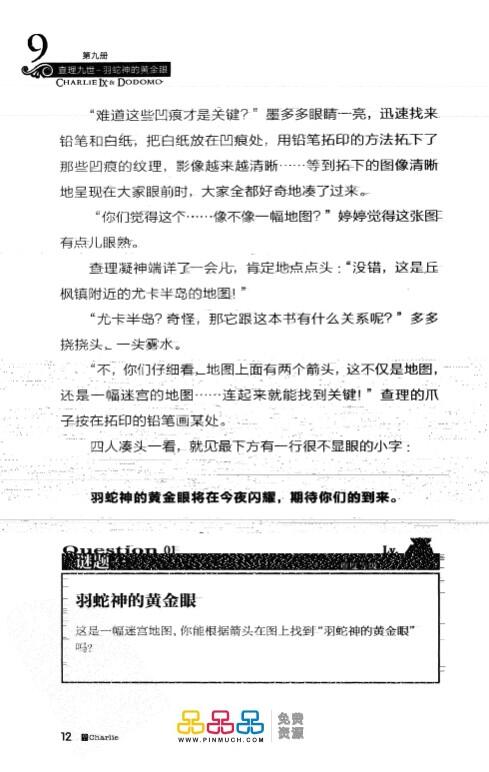 9
第九册
查理九世·羽蛇神的黄金眼
CHARLIE IX & DODOMO
“难道这些凹痕才是关键？”墨多多眼睛一亮，迅速找来
铅笔和白纸，把白纸放在凹痕处，用铅笔拓印的方法拓下了
那些凹痕的纹理，影像越来越清晰……等到拓下的图像清晰
地呈现在大家眼前时，大家全都好奇地凑了过来。
“你们觉得这个……像不像一幅地图？”婷婷觉得这张图
有点儿眼熟。
查理凝神端详了一会儿，肯定地点点头：“没错，这是丘
枫镇附近的尤卡半岛的地图！”
“尤卡半岛？奇怪，那它跟这本书有什么关系呢？”多多
挠挠头，一头雾水。
“不，你们仔细看，地图上面有两个箭头，这不仅是地图，
还是一幅迷宫的地图……连起来就能找到关键！”查理的爪
子按在拓印的铅笔画某处。
四人凑头一看，就见最下方有一行很不显眼的小字：
羽蛇神的黄金眼将在今夜闪耀，期待你们的到来。
Question 01
Ix
谜题
羽蛇神的黄金眼
这是一幅迷宫地图，你能根据箭头在图上找到“羽蛇神的黄金眼”
吗？
12 Charlie
品品品 免费
资源
WWW.PINMUCH.COM